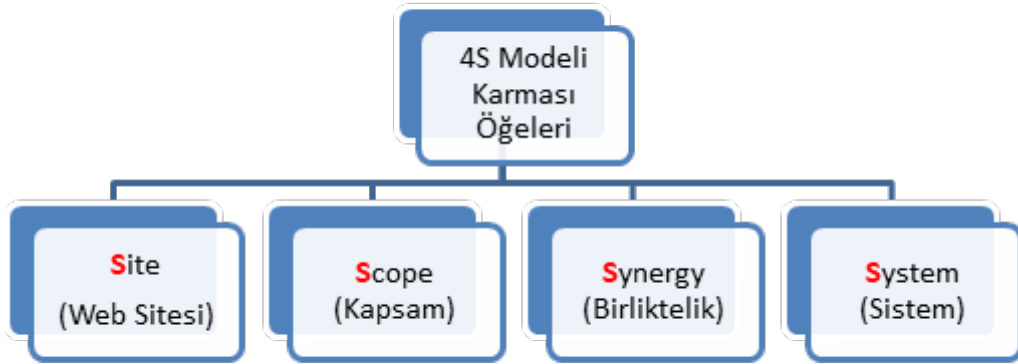 4S Modeli
Karması
Öğeleri
Site
(Web Sitesi)
Scope
(Kapsam)
Synergy
(Birliktelik)
System
(Sistem)